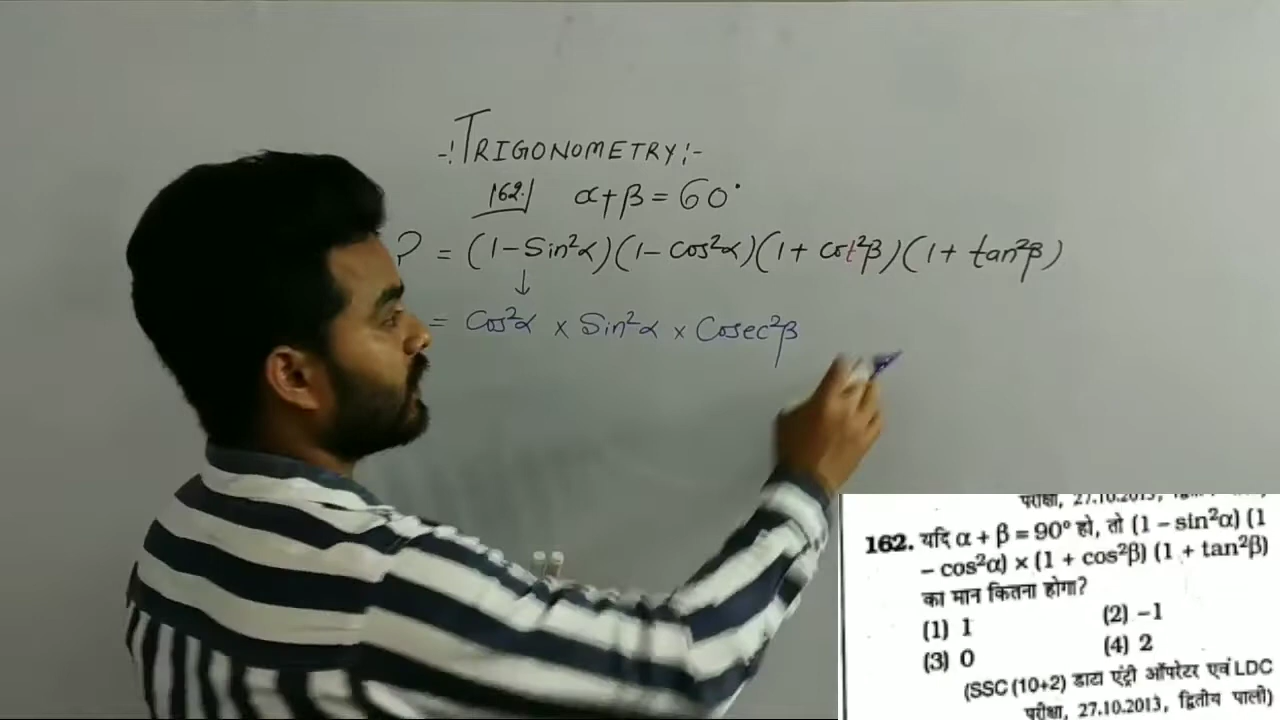 -:TRIGONOMETRY:-
162. α+β = 60°
? = (1-Sin²α)(1-Cos²α)(1+ cot²β)(1+ tan²β)
↓
= Cos²α × Sin²α × Cosec²β
परीक्षा, 27.10.2013,
162. यदि α + β = 90° हो, तो (1 – sin²α) (1
– cos²α) × (1 + cos²β) (1 + tan²β)
का मान कितना होगा?
(1) 1 (2) –1
(3) 0 (4) 2
(SSC (10+2) डाटा एंट्री ऑपरेटर एवं LDC
परीक्षा, 27.10.2013, द्वितीय पाली)